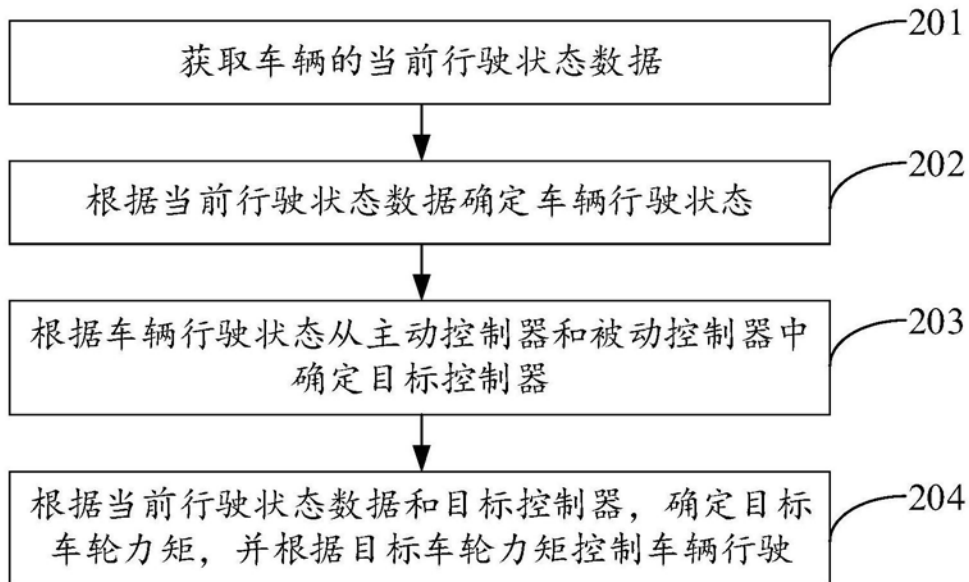 获取车辆的当前行驶状态数据
201
根据当前行驶状态数据确定车辆行驶状态
202
根据车辆行驶状态从主动控制器和被动控制器中
确定目标控制器
203
根据当前行驶状态数据和目标控制器，确定目标
车轮力矩，并根据目标车轮力矩控制车辆行驶
204